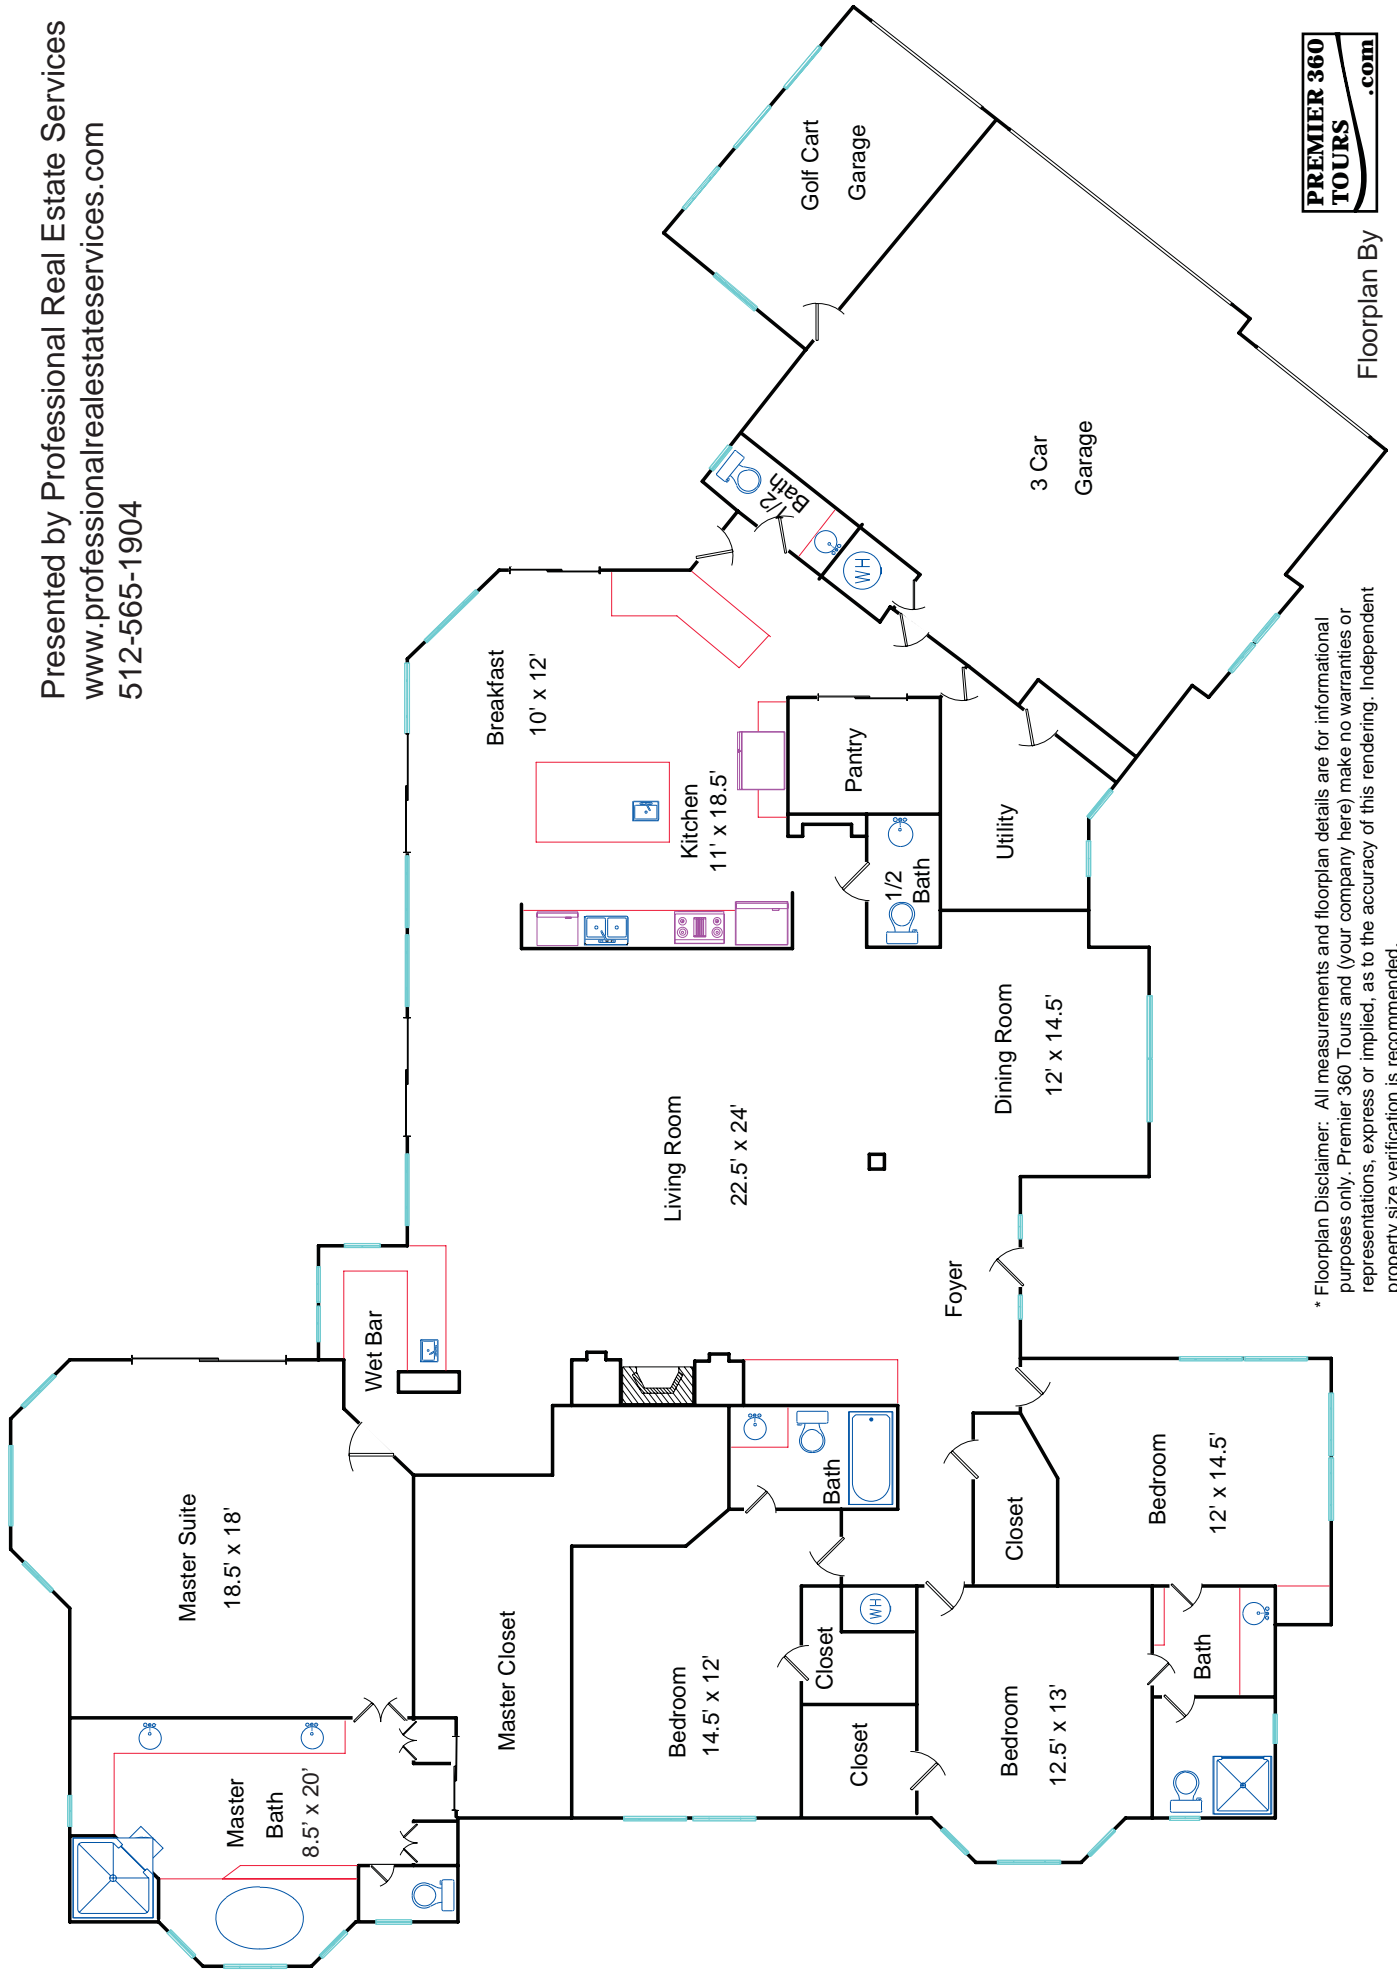 Presented by Professional Real Estate Services
www.professionalrealestateservices.com
512-565-1904
Master Suite
18.5' x 18'
Master
Bath
8.5' x 20'
Master Closet
Wet Bar
Living Room
22.5' x 24'
Breakfast
10' x 12'
Kitchen
11' x 18.5'
Pantry
1/2
Bath
Utility
1/2
Bath
WH
Golf Cart
Garage
3 Car
Garage
Dining Room
12' x 14.5'
Foyer
Bath
Bedroom
14.5' x 12'
Closet
WH
Closet
Closet
Bedroom
12.5' x 13'
Bedroom
12' x 14.5'
Bath
* Floorplan Disclaimer: All measurements and floorplan details are for informational
purposes only. Premier 360 Tours and (your company here) make no warranties or
representations, express or implied, as to the accuracy of this rendering. Independent
property size verification is recommended.
Floorplan By
PREMIER 360
TOURS
.com